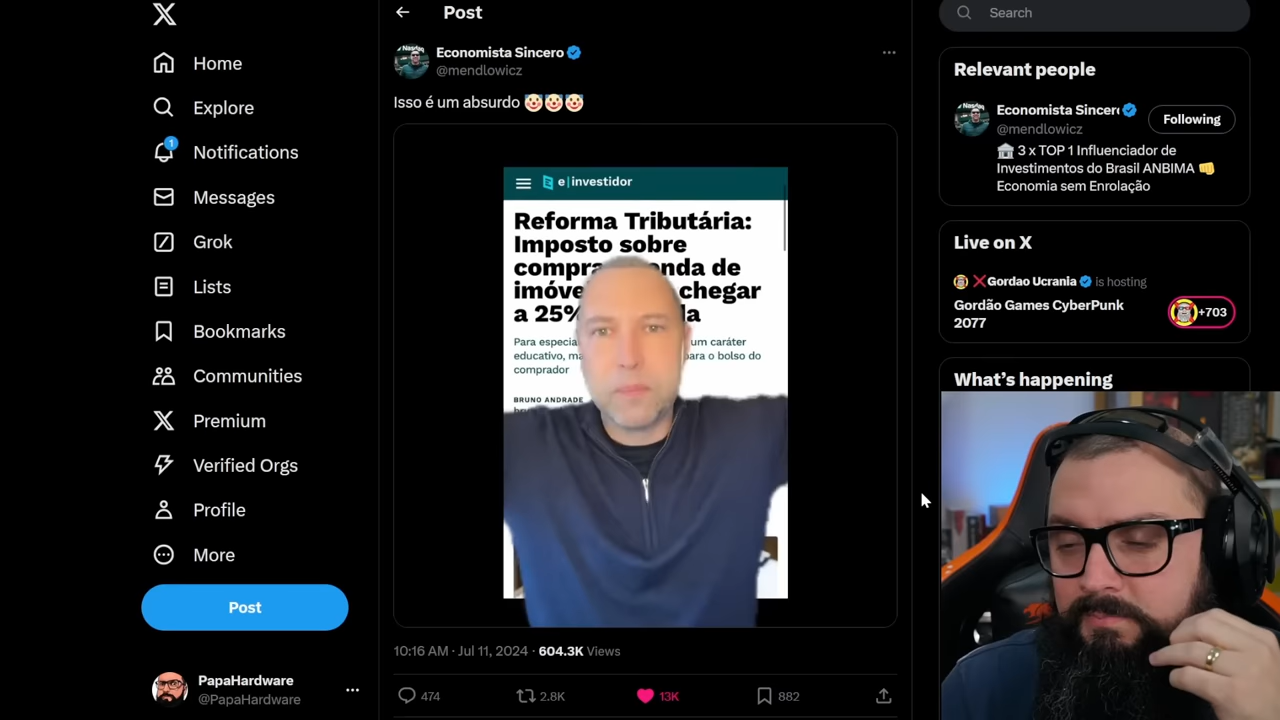 Home
Explore
1
Notifications
Messages
Grok
Lists
Bookmarks
Communities
Premium
Verified Orgs
Profile
More
Post
PapaHardware
@PapaHardware
Post
Economista Sincero
@mendlowicz
Isso é um absurdo 🤡🤡🤡
e|investidor
Reforma Tributária:
Imposto sobre
de
chegar
a 25%
Para um caráter
educativo, para o bolso do
comprador
BRUNO ANDRADE
10:16 AM · Jul 11, 2024 · 604.3K Views
474
2.8K
13K
882
Search
Relevant people
Economista Sincer
@mendlowicz
Following
🏛️ 3 x TOP 1 Influenciador de
Investimentos do Brasil ANBIMA 👊
Economia sem Enrolação
Live on X
❌Gordao Ucrania is hosting
Gordão Games CyberPunk
2077
+703
What's happening